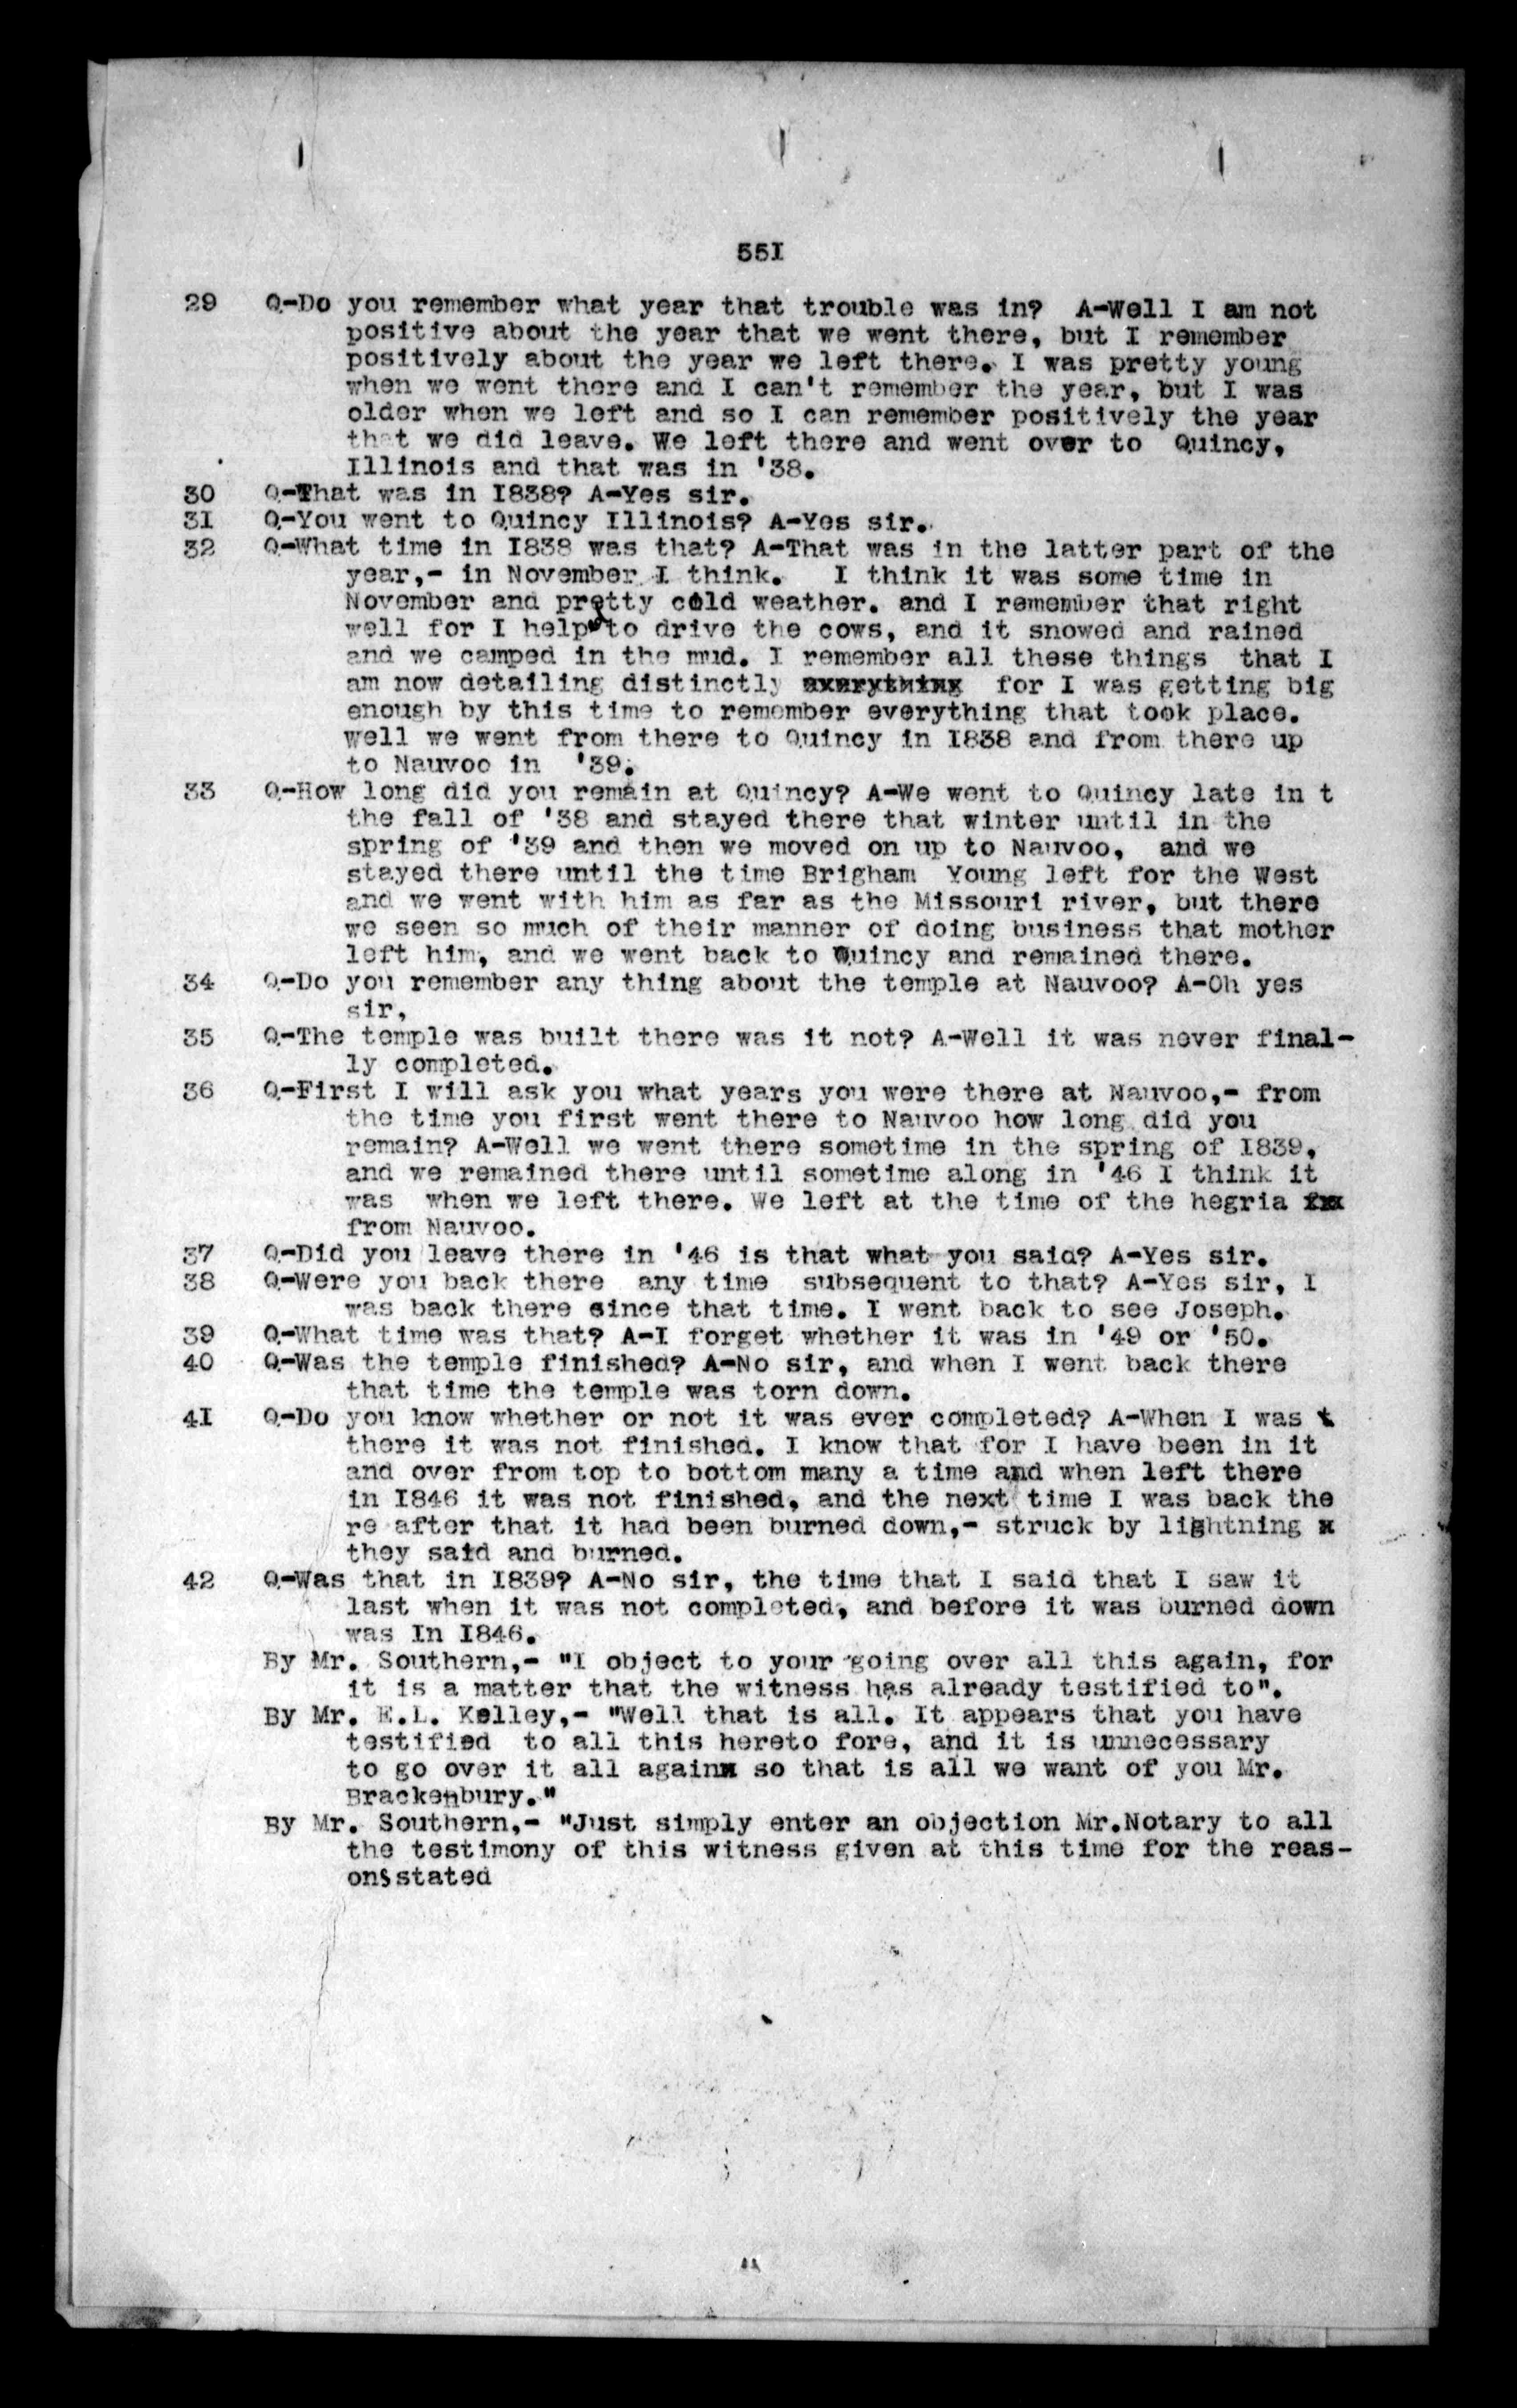 551
29 Q-Do you remember what year that trouble was in? A-Well I am not
positive about the year that we went there, but I remember
positively about the year we left there. I was pretty young
when we went there and I can't remember the year, but I was
older when we left and so I can remember positively the year
that we did leave. We left there and went over to Quincy,
Illinois and that was in '38.
30 Q-That was in 1838? A-Yes sir.
31 Q-You went to Quincy Illinois? A-Yes sir.
32 Q-What time in 1838 was that? A-That was in the latter part of the
year,- in November I think. I think it was some time in
November and pretty cold weather. and I remember that right
well for I help to drive the cows, and it snowed and rained
and we camped in the mud. I remember all these things that I
am now detailing distinctly for I was getting big
enough by this time to remember everything that took place.
well we went from there to Quincy in 1838 and from there up
to Nauvoo in '39.
33 Q-How long did you remain at Quincy? A-We went to Quincy late in t
the fall of '38 and stayed there that winter until in the
spring of '39 and then we moved on up to Nauvoo, and we
stayed there until the time Brigham Young left for the West
and we went with him as far as the Missouri river, but there
we seen so much of their manner of doing business that mother
left him, and we went back to Quincy and remained there.
34 Q-Do you remember any thing about the temple at Nauvoo? A-Oh yes
sir,
35 Q-The temple was built there was it not? A-Well it was never final-
ly completed.
36 Q-First I will ask you what years you were there at Nauvoo,- from
the time you first went there to Nauvoo how long did you
remain? A-Well we went there sometime in the spring of 1839,
and we remained there until sometime along in '46 I think it
was when we left there. We left at the time of the hegria
from Nauvoo.
37 Q-Did you leave there in '46 is that what you said? A-Yes sir.
38 Q-Were you back there any time subsequent to that? A-Yes sir, I
was back there since that time. I went back to see Joseph.
39 Q-What time was that? A-I forget whether it was in '49 or '50.
40 Q-Was the temple finished? A-No sir, and when I went back there
that time the temple was torn down.
41 Q-Do you know whether or not it was ever completed? A-When I was t
there it was not finished. I know that for I have been in it
and over from top to bottom many a time and when left there
in 1846 it was not finished, and the next time I was back the
re after that it had been burned down,- struck by lightning x
they said and burned.
42 Q-Was that in 1839? A-No sir, the time that I said that I saw it
last when it was not completed, and before it was burned down
was In 1846.
By Mr. Southern,- "I object to your going over all this again, for
it is a matter that the witness has already testified to".
By Mr. E.L. Kelley,- "Well that is all. It appears that you have
testified to all this hereto fore, and it is unnecessary
to go over it all againx so that is all we want of you Mr.
Brackenbury."
By Mr. Southern,- "Just simply enter an objection Mr.Notary to all
the testimony of this witness given at this time for the reas-
ons stated